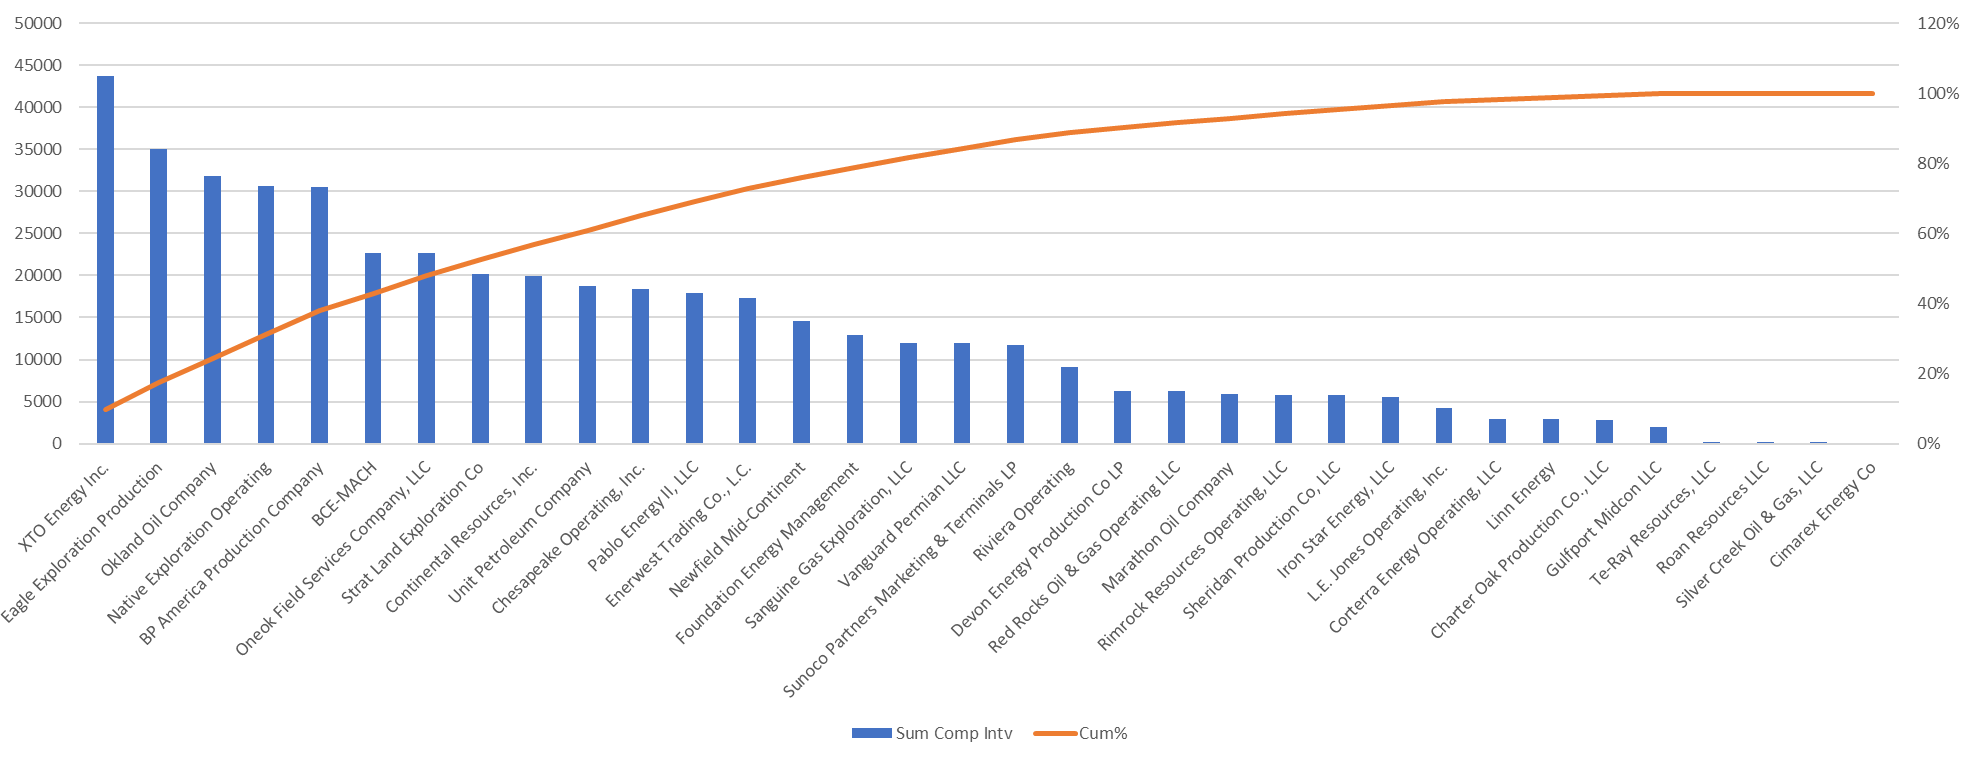 50000
45000
40000
35000
30000
25000
20000
15000
10000
5000
0
120%
100%
80%
60%
40%
20%
0%
XTO Energy Inc.
Eagle Exploration Production
Okland Oil Company
Native Exploration Operating
BP America Production Company
BCE-MACH
Oneok Field Services Company, LLC
Strat Land Exploration Co
Continental Resources, Inc.
Unit Petroleum Company
Chesapeake Operating, Inc.
Pablo Energy II, LLC
Enerwest Trading Co., L.C.
Newfield Mid-Continent
Foundation Energy Management
Sanguine Gas Exploration, LLC
Vanguard Permian LLC
Sunoco Partners Marketing & Terminals LP
Riviera Operating
Devon Energy Production Co LP
Red Rocks Oil & Gas Operating LLC
Marathon Oil Company
Rimrock Resources Operating, LLC
Sheridan Production Co, LLC
Iron Star Energy, LLC
L.E. Jones Operating, Inc.
Corterra Energy Operating, LLC
Linn Energy
Charter Oak Production Co., LLC
Gulfport Midcon LLC
Te-Ray Resources, LLC
Roan Resources LLC
Silver Creek Oil & Gas, LLC
Cimarex Energy Co
Sum Comp Intv
Cum%